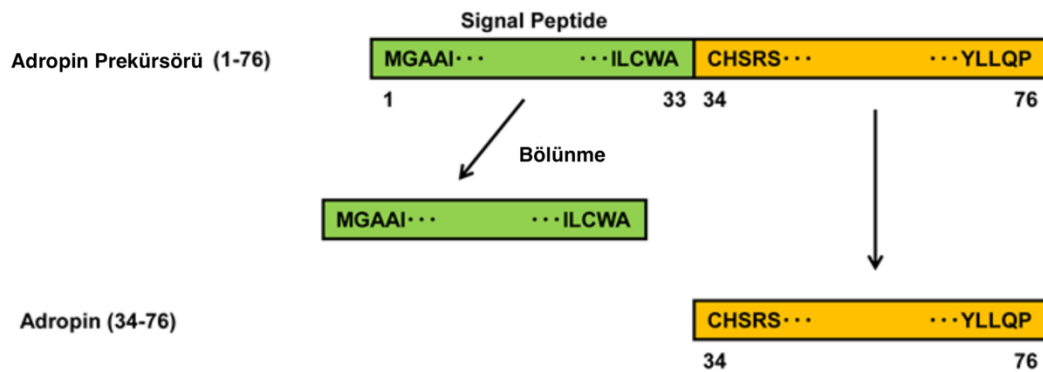 Signal Peptide
Adropin Prekürsörü (1-76)
MGAAI··· ···ILCWA CHSRS··· ···YLLQP
1 33 34 76
Bölünme
MGAAI··· ···ILCWA
Adropin (34-76)
CHSRS··· ···YLLQP
34 76